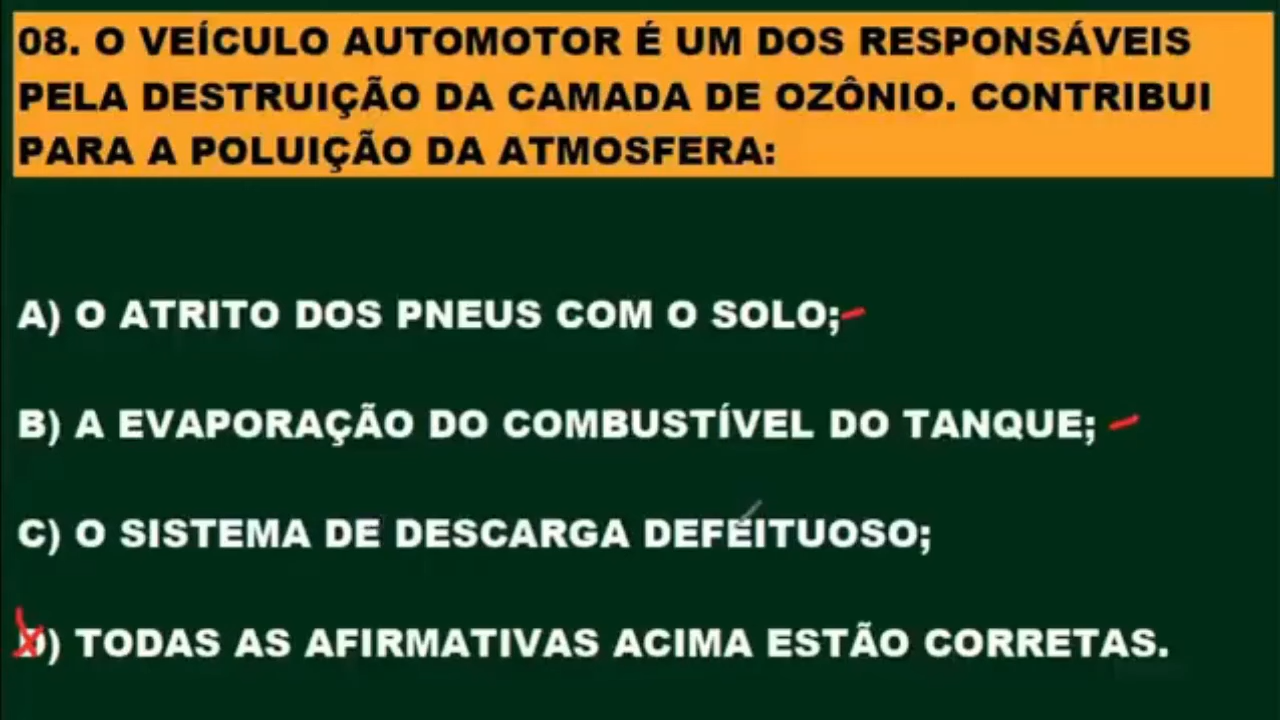 08. O VEÍCULO AUTOMOTOR É UM DOS RESPONSÁVEIS
PELA DESTRUIÇÃO DA CAMADA DE OZÔNIO. CONTRIBUI
PARA A POLUIÇÃO DA ATMOSFERA:
A) O ATRITO DOS PNEUS COM O SOLO;
B) A EVAPORAÇÃO DO COMBUSTÍVEL DO TANQUE;
C) O SISTEMA DE DESCARGA DEFEITUOSO;
D) TODAS AS AFIRMATIVAS ACIMA ESTÃO CORRETAS.